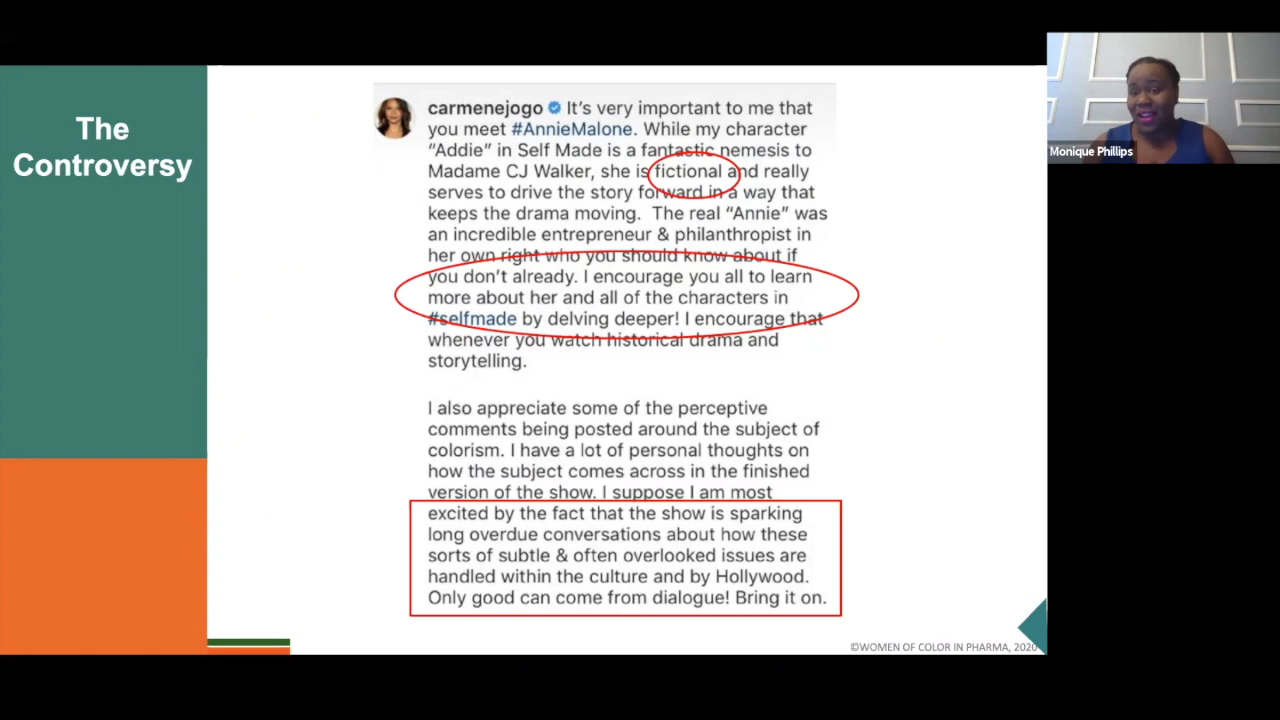 The
Controversy
carmenejogo It's very important to me that
you meet #AnnieMalone. While my character
"Addie" in Self Made is a fantastic nemesis to
Madame CJ Walker, she is fictional and really
serves to drive the story forward in a way that
keeps the drama moving.  The real "Annie" was
an incredible entrepreneur & philanthropist in
her own right who you should know about if
you don't already. I encourage you all to learn
more about her and all of the characters in
#selfmade by delving deeper! I encourage that
whenever you watch historical drama and
storytelling.
I also appreciate some of the perceptive
comments being posted around the subject of
colorism. I have a lot of personal thoughts on
how the subject comes across in the finished
version of the show. I suppose I am most
excited by the fact that the show is sparking
long overdue conversations about how these
sorts of subtle & often overlooked issues are
handled within the culture and by Hollywood.
Only good can come from dialogue! Bring it on.
©WOMEN OF COLOR IN PHARMA, 2020
Monique Phillips